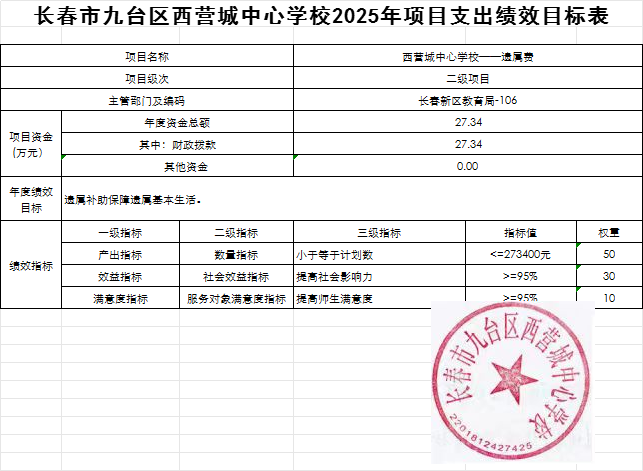 长春市九台区西营城中心学校2025年项目支出绩效目标表
项目名称 西营城中心学校——遗属费
项目级次 二级项目
主管部门及编码 长春新区教育局-106
项目资金(万元) 年度资金总额 27.34
其中：财政拨款 27.34
其他资金 0.00
年度绩效目标 遗属补助保障遗属基本生活。
绩效指标 一级指标 二级指标 三级指标 指标值 权重
产出指标 数量指标 小于等于计划数 <=273400元 50
效益指标 社会效益指标 提高社会影响力 >=95% 30
满意度指标 服务对象满意度指标 提高师生满意度 >=95% 10
长春市九台区西营城中心学校
2201812427425